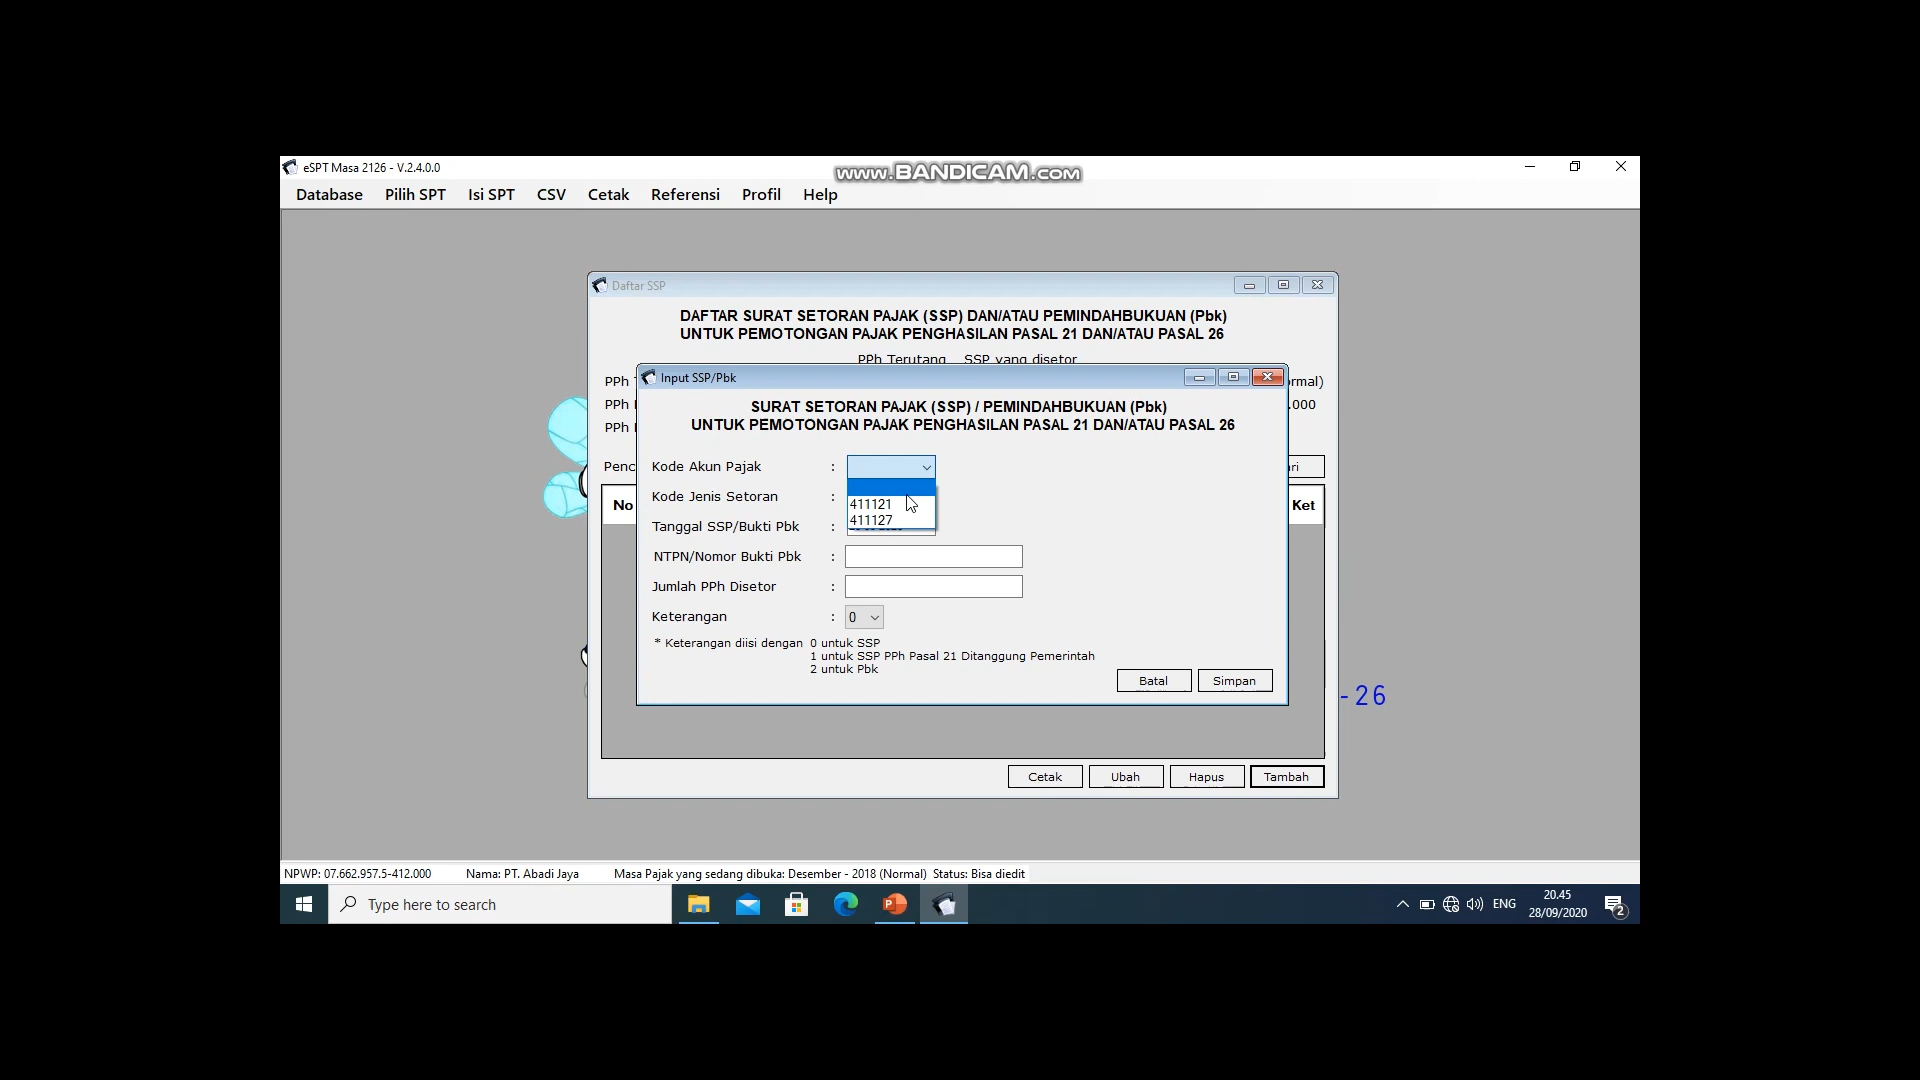 eSPT Masa 2126 - V.2.4.0.0
www.BANDICAM.com
Database Pilih SPT Isi SPT CSV Cetak Referensi Profil Help
Daftar SSP
DAFTAR SURAT SETORAN PAJAK (SSP) DAN/ATAU PEMINDAHBUKUAN (Pbk)
UNTUK PEMOTONGAN PAJAK PENGHASILAN PASAL 21 DAN/ATAU PASAL 26
PPh Terutang SSP yang disetor
PPh
PPh
.000
PPh
Input SSP/Pbk
SURAT SETORAN PAJAK (SSP) / PEMINDAHBUKUAN (Pbk)
UNTUK PEMOTONGAN PAJAK PENGHASILAN PASAL 21 DAN/ATAU PASAL 26
Kode Akun Pajak :
Kode Jenis Setoran :
411121
411127
Tanggal SSP/Bukti Pbk :
NTPN/Nomor Bukti Pbk :
Jumlah PPh Disetor :
Keterangan : 0
* Keterangan diisi dengan 0 untuk SSP
1 untuk SSP PPh Pasal 21 Ditanggung Pemerintah
2 untuk Pbk
Batal Simpan
No Ket
-26
Cetak Ubah Hapus Tambah
NPWP: 07.662.957.5-412.000 Nama: PT. Abadi Jaya Masa Pajak yang sedang dibuka: Desember - 2018 (Normal) Status: Bisa diedit
Type here to search
ENG
20.45
28/09/2020
2